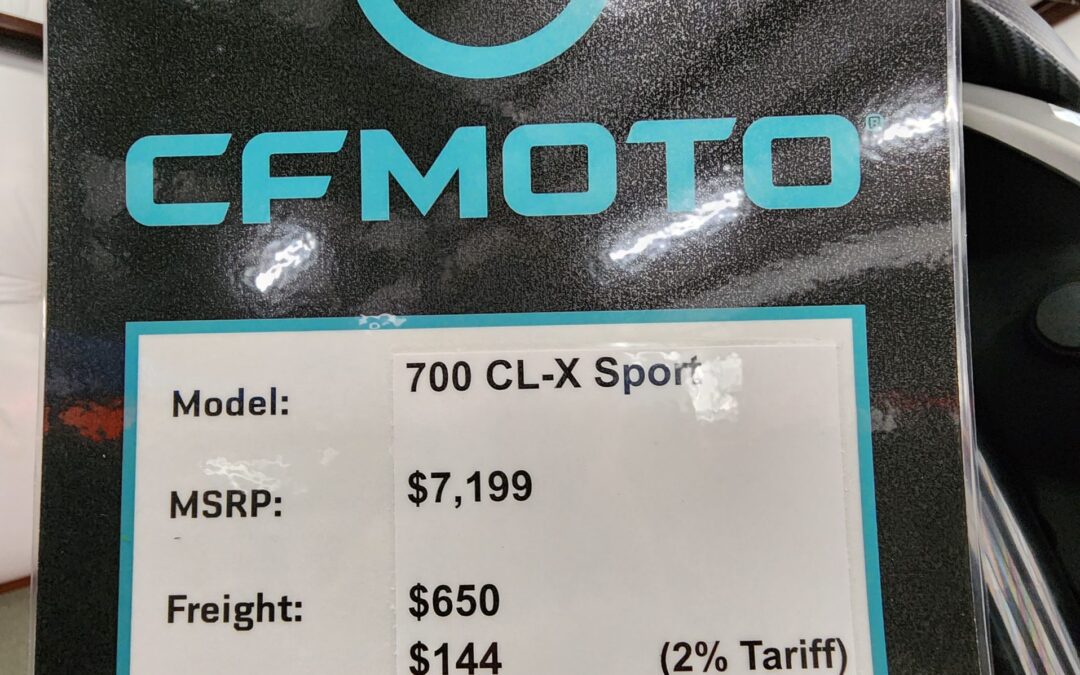 CFMOTO®
Model: 700 CL-X Sport
MSRP: $7,199
Freight: $650
$144 (2% Tariff)